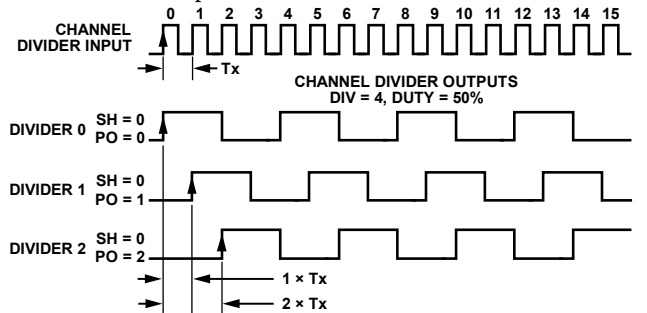 0 1 2 3 4 5 6 7 8 9 10 11 12 13 14 15
CHANNEL
DIVIDER INPUT
Tx
CHANNEL DIVIDER OUTPUTS
DIV = 4, DUTY = 50%
DIVIDER 0
SH = 0
PO = 0
DIVIDER 1
SH = 0
PO = 1
DIVIDER 2
SH = 0
PO = 2
1 × Tx
2 × Tx